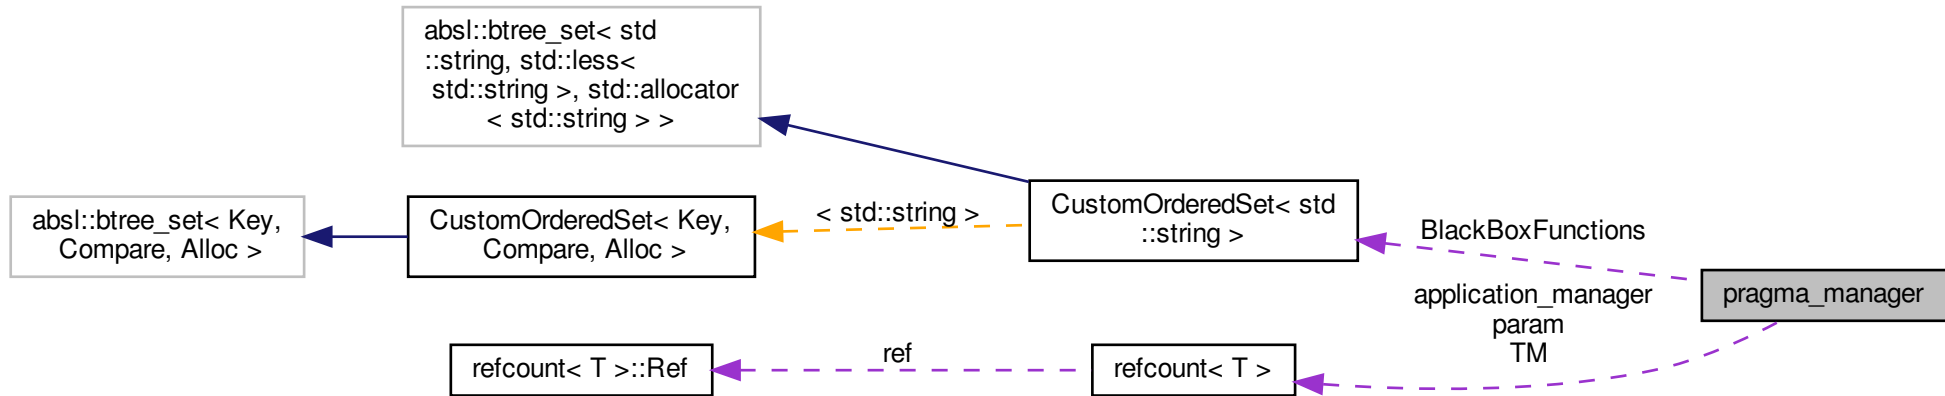 absl::btree_set< std
::string, std::less<
std::string >, std::allocator
< std::string > >
absl::btree_set< Key,
Compare, Alloc >
CustomOrderedSet< Key,
Compare, Alloc >
< std::string >
CustomOrderedSet< std
::string >
BlackBoxFunctions
application_manager
param
TM
pragma_manager
refcount< T >::Ref
ref
refcount< T >